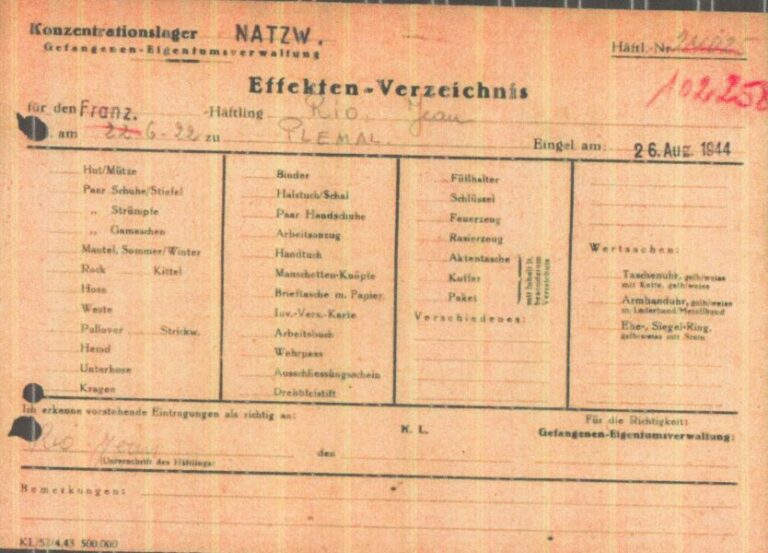 Konzentrationslager NATZW. Häftl.-Nr.
Gefangenen-Eigentumsverwaltung
102258
Effekten-Verzeichnis
für den Franz. -Häftling Rio, Jean
am 22-6-22 zu PLEMAL. Eingel am: 26. Aug. 1944
Hut/Mütze
Paar Schuhe/Stiefel
„ Strümpfe
„ Gamaschen
Mantel, Sommer/Winter
Rock Kittel
Hose
Weste
Pullover Strickw.
Hemd
Unterhose
Kragen
Binder
Halstuch/Schal
Paar Handschuhe
Arbeitsanzug
Handtuch
Manschetten-Knöpfe
Brieftasche m. Papier.
Inv.-Vers.-Karte
Arbeitsbuch
Wehrpass
Ausschliessungsschein
Drehbleistift
Füllhalter
Schlüssel
Feuerzeug
Rasierzeug
Aktentasche
Koffer
Paket
mit Inhalt lt.
besonderem
Verzeichnis
Verschiedenes:
Wertsachen:
Taschenuhr, gelb/weiss
mit Kette, gelb/weiss
Armbanduhr, gelb/weiss
m. Lederband/Metallband
Ehe-, Siegel-Ring,
gelb/weiss mit Stein
Ich erkenne vorstehende Eintragungen als richtig an:
Rio Jean
(Unterschrift des Häftlings)
K. L.
den
Für die Richtigkeit:
Gefangenen-Eigentumsverwaltung:
Bemerkungen:
KL/52/4.43 500.000